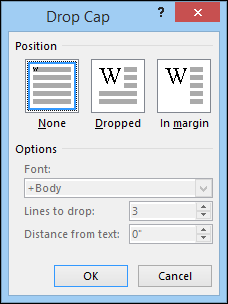 Drop Cap ?
Position
W W W
None Dropped In margin
Options
Font:
+Body
Lines to drop: 3
Distance from text: 0"
OK Cancel